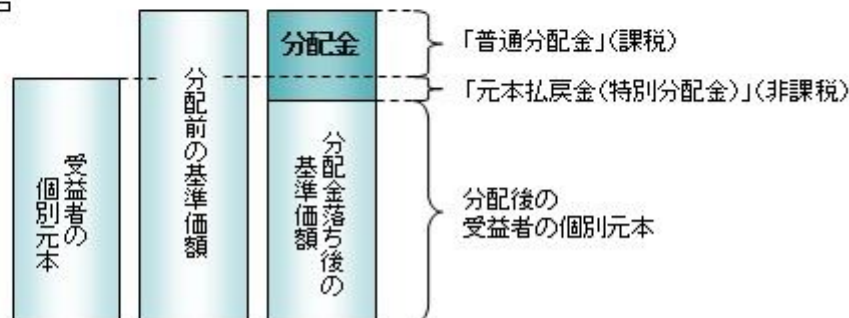 受益者の
個別元本
分配前の基準価額
分配金
分配金落ち後の
基準価額
「普通分配金」(課税)
「元本払戻金(特別分配金)」(非課税)
分配後の
受益者の個別元本